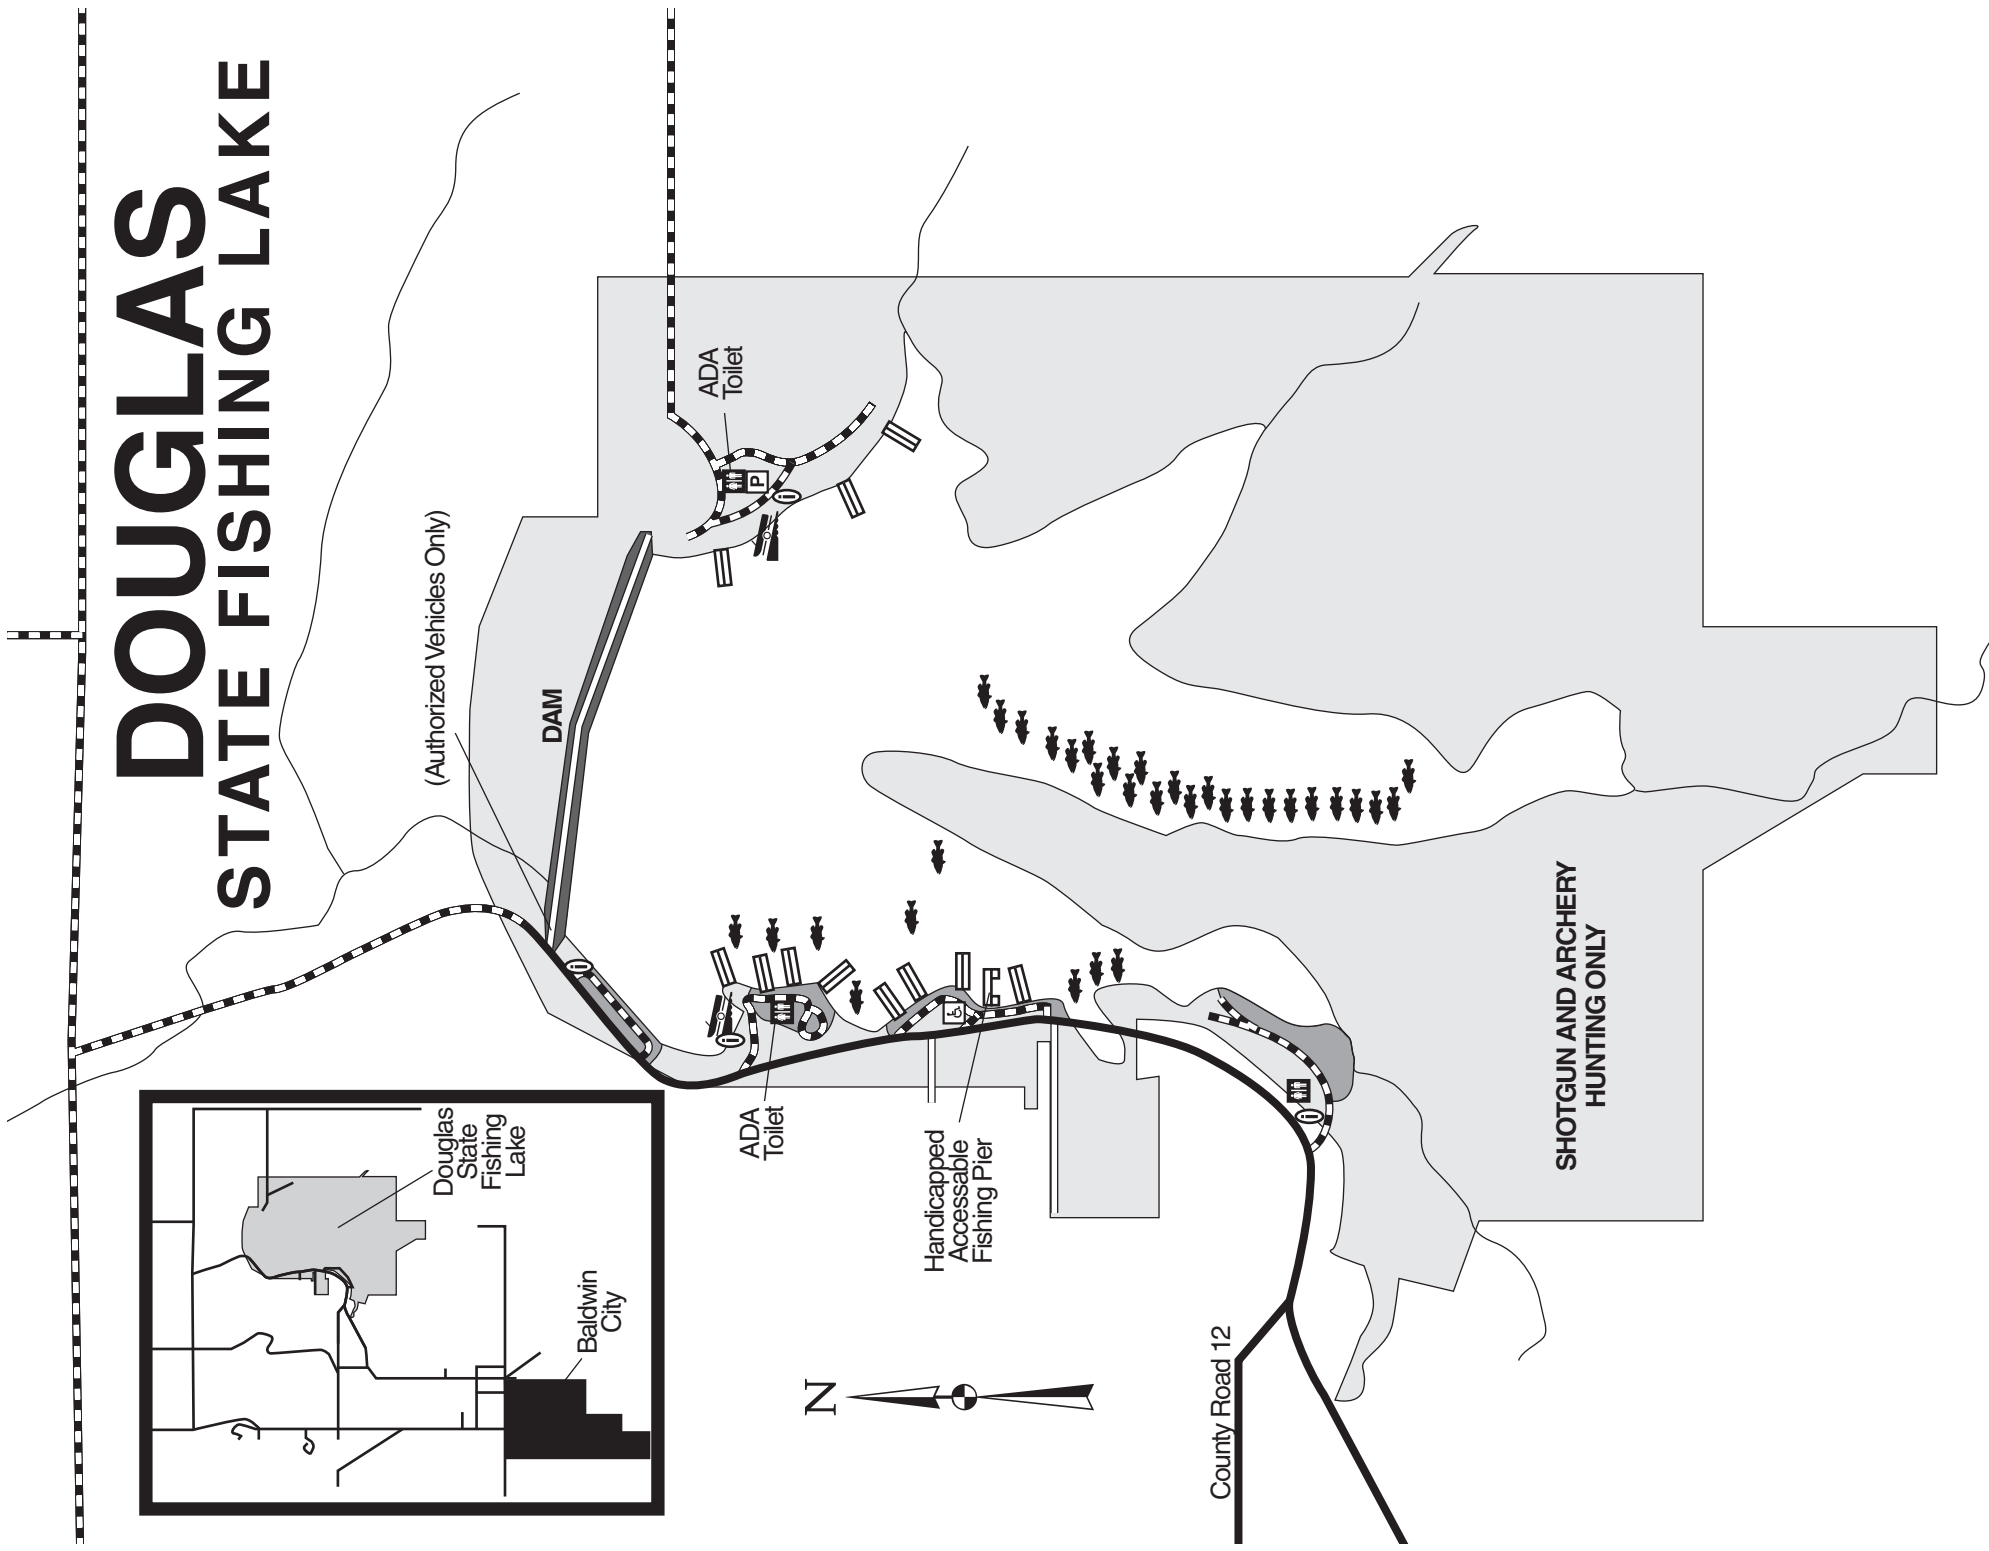 DOUGLAS
STATE FISHING LAKE
(Authorized Vehicles Only)
DAM
ADA
Toilet
P
i
i
i
i
ADA
Toilet
Handicapped
Accessable
Fishing Pier
SHOTGUN AND ARCHERY
HUNTING ONLY
County Road 12
N
Douglas
State
Fishing
Lake
Baldwin
City